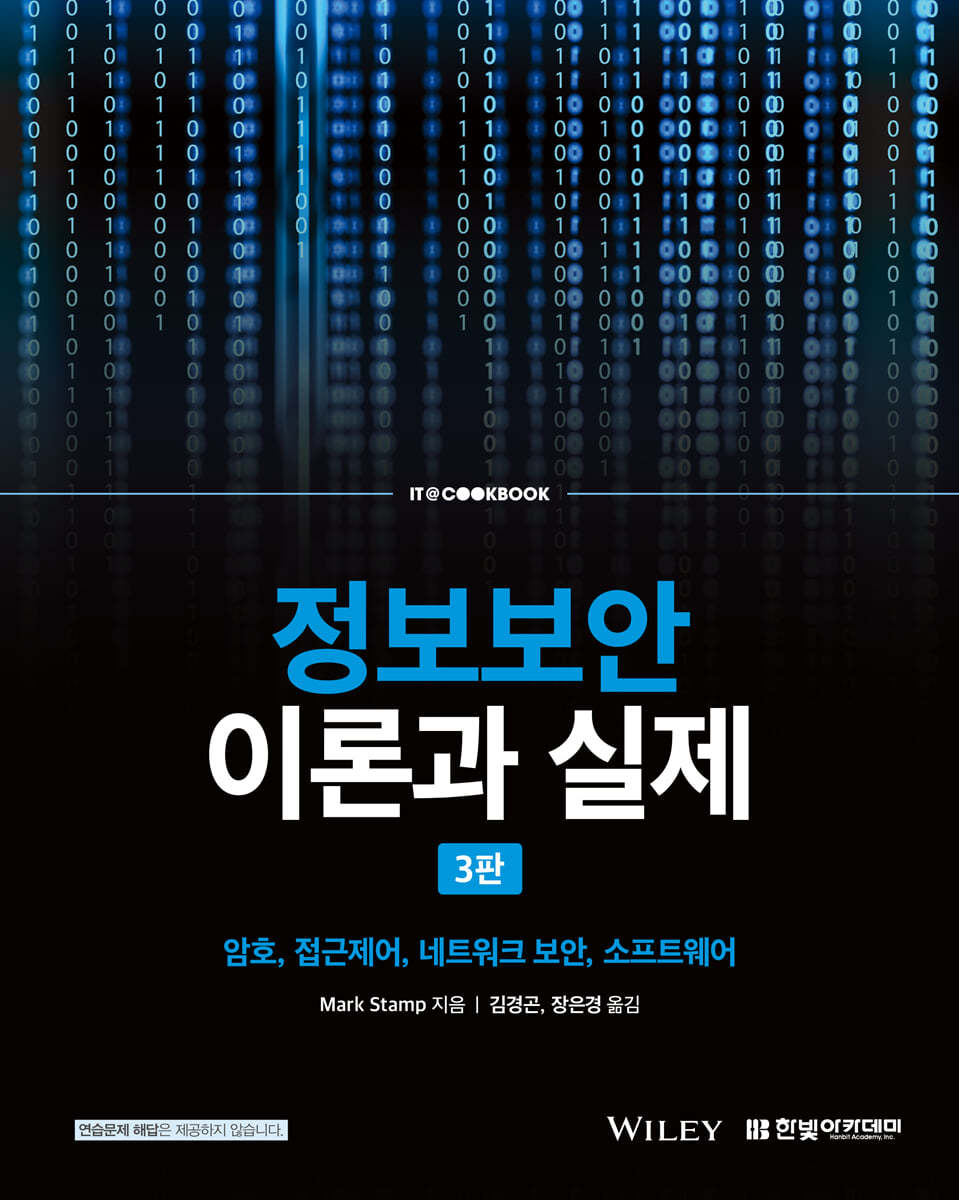 IT@COOKBOOK
정보보안
이론과 실제
3판
암호, 접근제어, 네트워크 보안, 소프트웨어
Mark Stamp 지음 | 김경곤, 장은경 옮김
연습문제 해답은 제공하지 않습니다.
WILEY
한빛아카데미
Hanbit Academy, Inc.